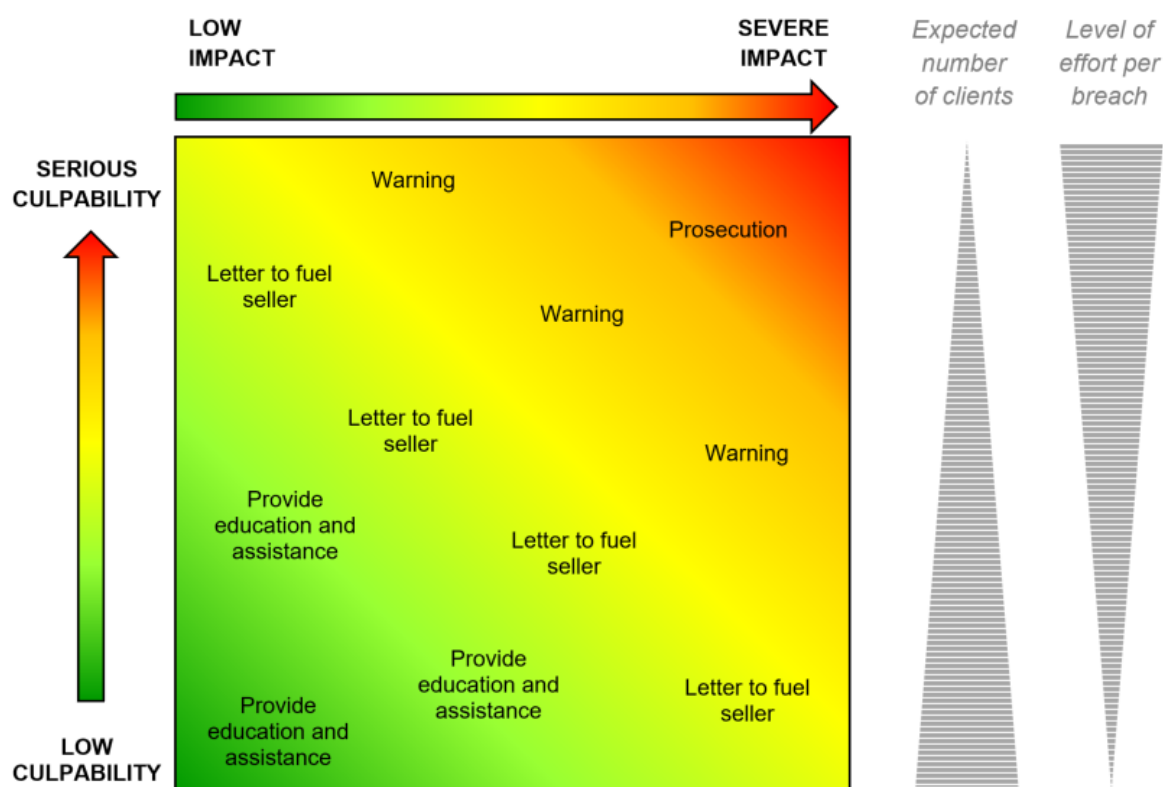 LOW
IMPACT
SEVERE
IMPACT
Expected
number
of clients
Level of
effort per
breach
SERIOUS
CULPABILITY
Warning
Prosecution
Letter to fuel
seller
Warning
Letter to fuel
seller
Warning
Provide
education and
assistance
Letter to fuel
seller
Provide
education and
assistance
Letter to fuel
seller
Provide
education and
assistance
LOW
CULPABILITY